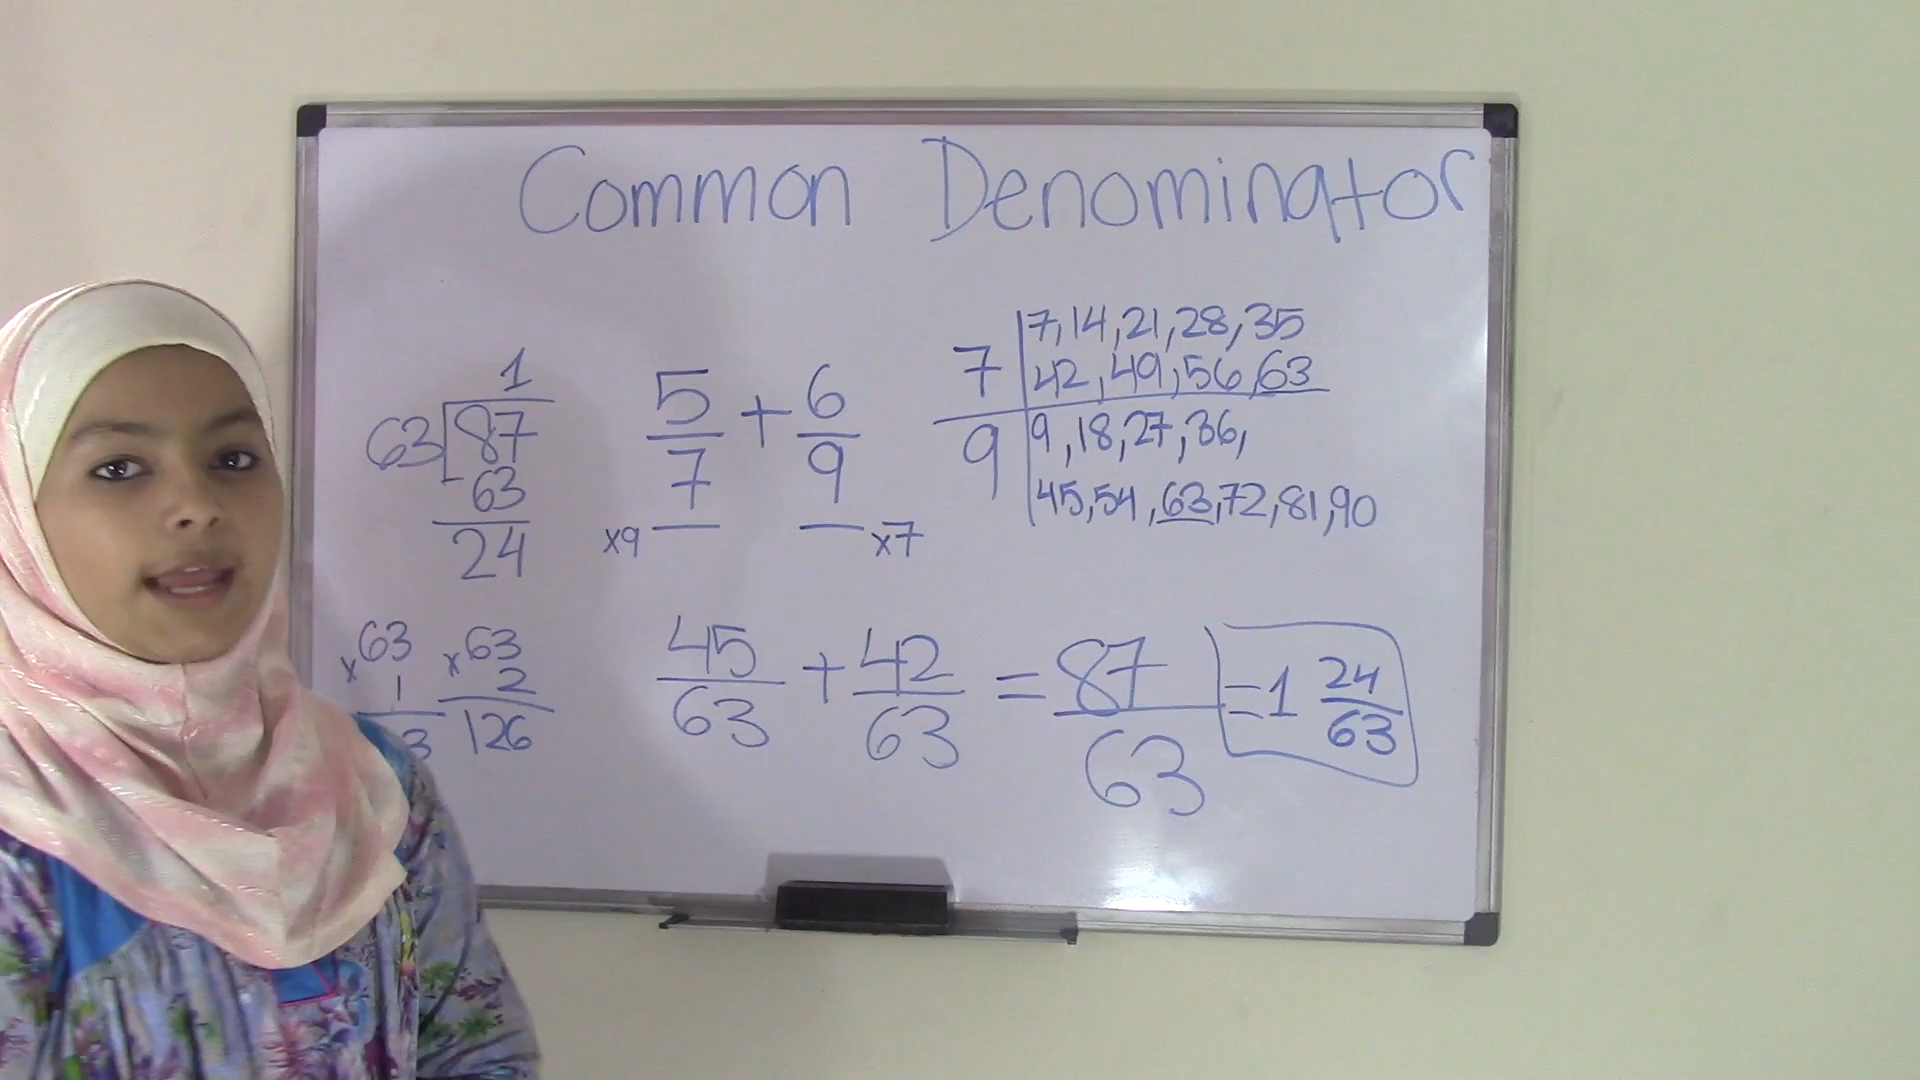 Common Denominator
1
63 87
63
24
5/7 + 6/9
x9 x7
7 | 7,14,21,28,35
42,49,56,63
9 | 9,18,27,36,
45,54,63,72,81,90
x63
1
3
x63
2
126
45/63 + 42/63 = 87/63 = 1 24/63